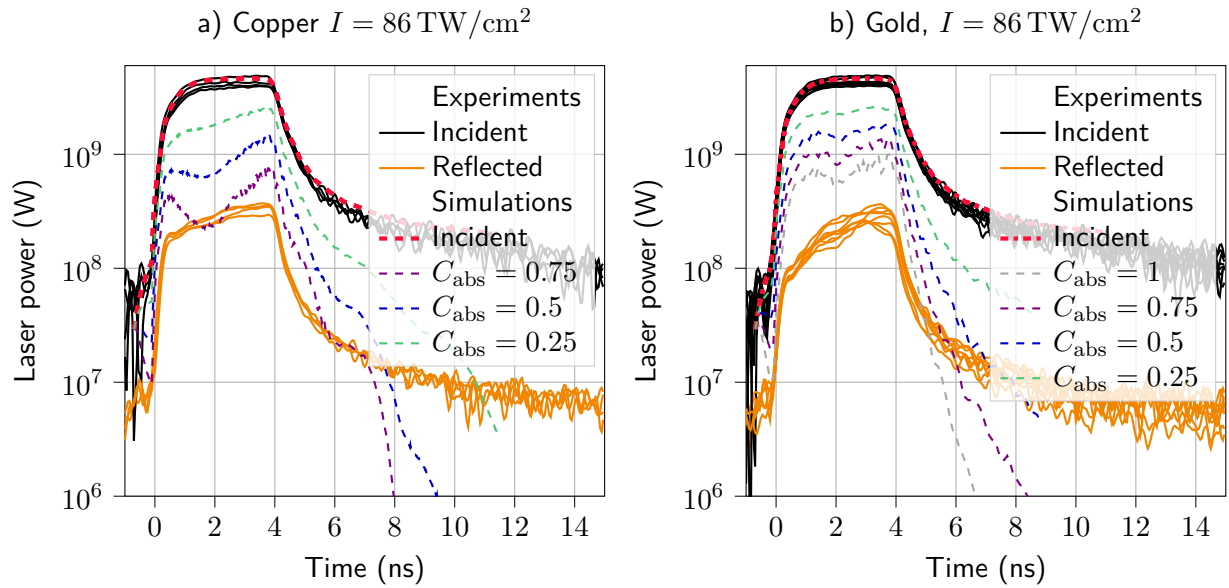 a) Copper I = 86 TW/cm²
Laser power (W)
10⁹
10⁸
10⁷
10⁶
0 2 4 6 8 10 12 14
Time (ns)
Experiments
Incident
Reflected
Simulations
Incident
C_abs = 0.75
C_abs = 0.5
C_abs = 0.25
b) Gold, I = 86 TW/cm²
Laser power (W)
10⁹
10⁸
10⁷
10⁶
0 2 4 6 8 10 12 14
Time (ns)
Experiments
Incident
Reflected
Simulations
Incident
C_abs = 1
C_abs = 0.75
C_abs = 0.5
C_abs = 0.25